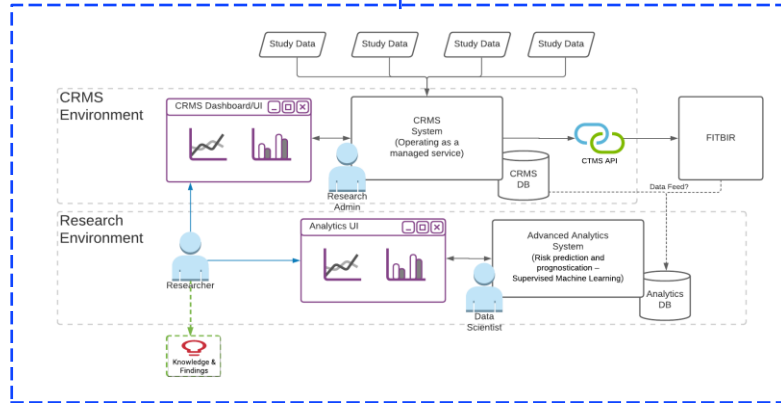 Study Data
Study Data
Study Data
Study Data
CRMS
Environment
CRMS Dashboard/UI
CRMS
System
(Operating as a
managed service)
CTMS API
FITBIR
CRMS
DB
Research
Admin
Data Feed?
Research
Environment
Analytics UI
Advanced Analytics
System
(Risk prediction and
prognostication –
Supervised Machine Learning)
Researcher
Analytics
DB
Data
Scientist
Knowledge &
Findings